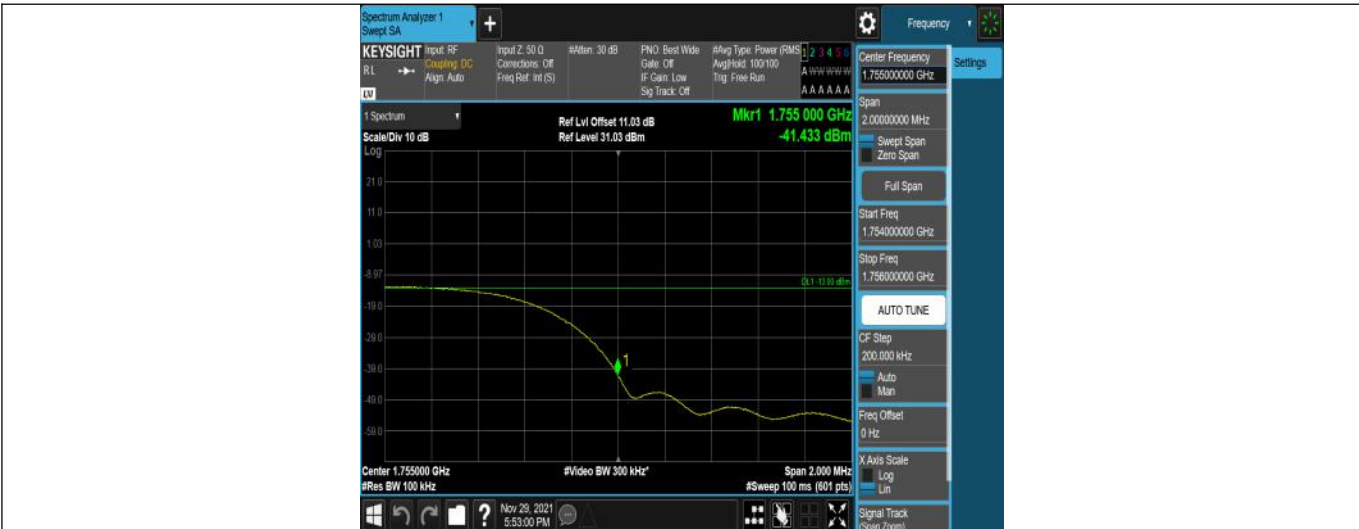 Spectrum Analyzer 1
Swept SA
+
Frequency
KEYSIGHT
RL
Input: RF
Coupling: DC
Align: Auto
Input Z: 50 Ω
Corrections: Off
Freq Ref: Int (S)
#Atten: 30 dB
PNO: Best Wide
Gate: Off
IF Gain: Low
Sig Track: Off
#Avg Type: Power (RMS
Avg|Hold: 100/100
Trig: Free Run
1 2 3 4 5 6
A W W W W W
A A A A A A
1 Spectrum
Scale/Div 10 dB
Log
Ref Lvl Offset 11.03 dB
Ref Level 31.03 dBm
Mkr1 1.755 000 GHz
-41.433 dBm
21.0
11.0
1.03
-8.97
-19.0
-29.0
-39.0
-49.0
-59.0
DL1 -13.00 dBm
1
Center 1.755000 GHz
#Res BW 100 kHz
#Video BW 300 kHz*
Span 2.000 MHz
#Sweep 100 ms (601 pts)
?
Nov 29, 2021
5:53:00 PM
Center Frequency
1.755000000 GHz
Settings
Span
2.00000000 MHz
Swept Span
Zero Span
Full Span
Start Freq
1.754000000 GHz
Stop Freq
1.756000000 GHz
AUTO TUNE
CF Step
200.000 kHz
Auto
Man
Freq Offset
0 Hz
X Axis Scale
Log
Lin
Signal Track
(Span Zoom)